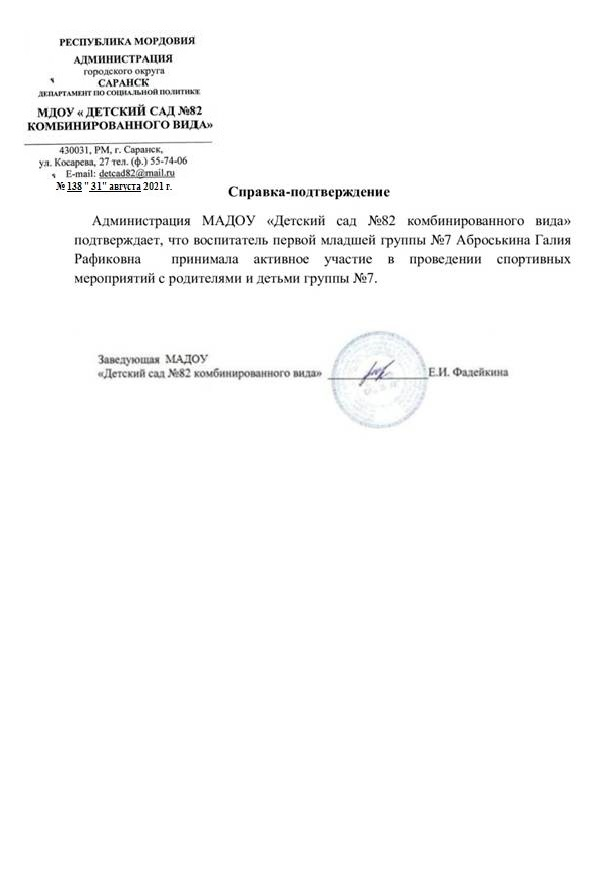 РЕСПУБЛИКА МОРДОВИЯ
АДМИНИСТРАЦИЯ
городского округа
САРАНСК
ДЕПАРТАМЕНТ ПО СОЦИАЛЬНОЙ ПОЛИТИКЕ
МДОУ « ДЕТСКИЙ САД №82
КОМБИНИРОВАННОГО ВИДА»
430031, РМ, г. Саранск,
ул. Косарева, 27 тел. (ф.): 55-74-06
E-mail: detcad82@mail.ru
№ 138 " 31" августа 2021 г.
Справка-подтверждение
Администрация МАДОУ «Детский сад №82 комбинированного вида»
подтверждает, что воспитатель первой младшей группы №7 Аброськина Галия
Рафиковна принимала активное участие в проведении спортивных
мероприятий с родителями и детьми группы №7.
Заведующая МАДОУ
«Детский сад №82 комбинированного вида» Е.И. Фадейкина